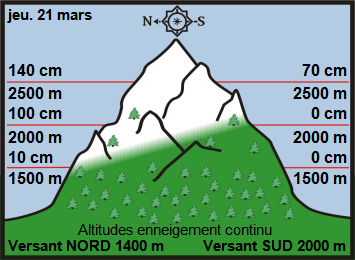 jeu. 21 mars
N S
140 cm 70 cm
2500 m 2500 m
100 cm 0 cm
2000 m 2000 m
10 cm 0 cm
1500 m 1500 m
Altitudes enneigement continu
Versant NORD 1400 m Versant SUD 2000 m